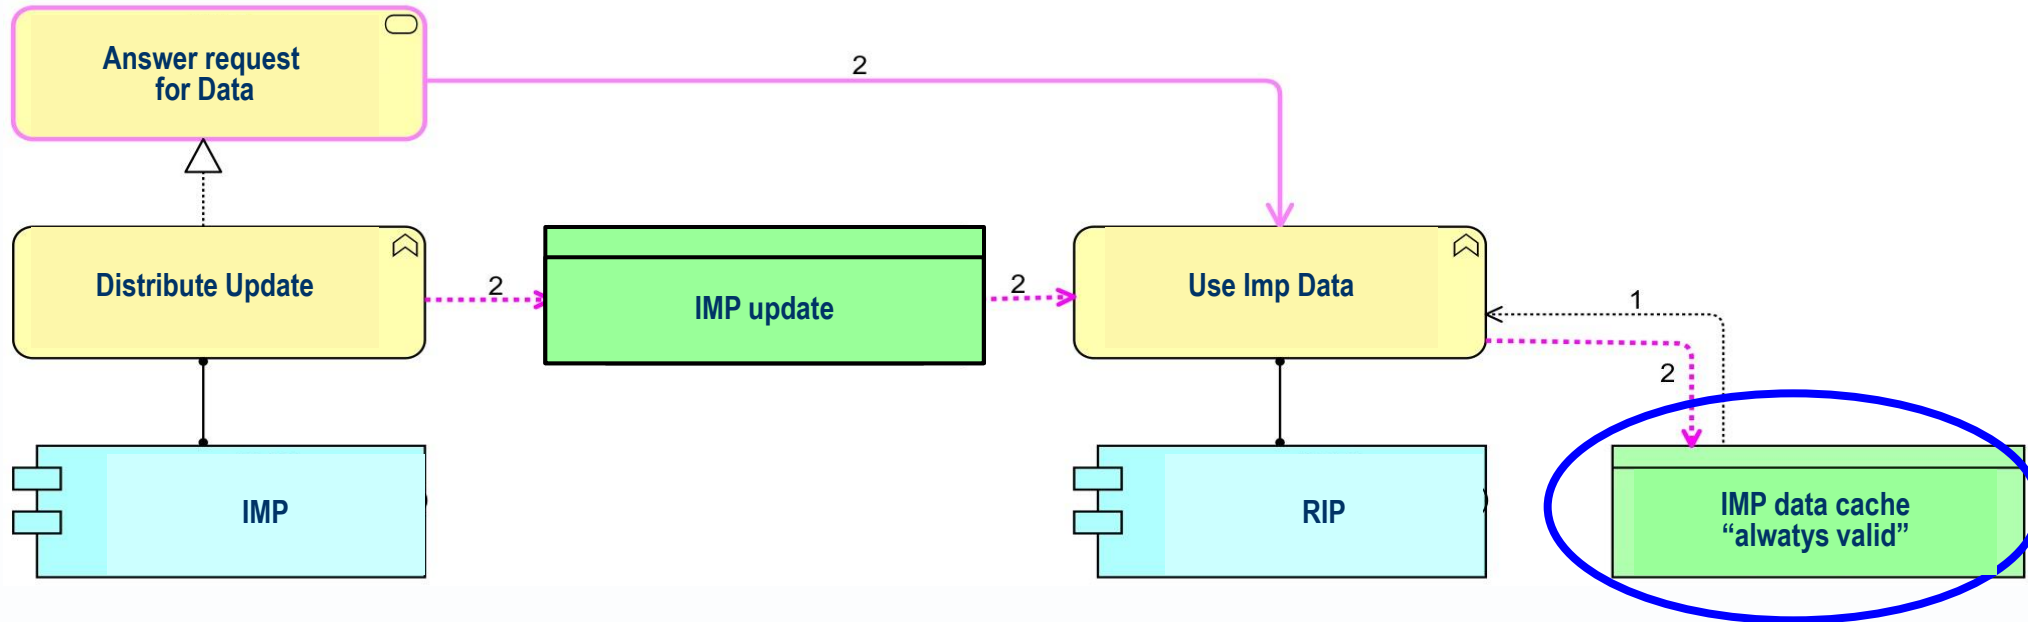 Answer request
for Data
2
Distribute Update
2
IMP update
2
Use Imp Data
1
2
IMP
RIP
IMP data cache
“alwatys valid”